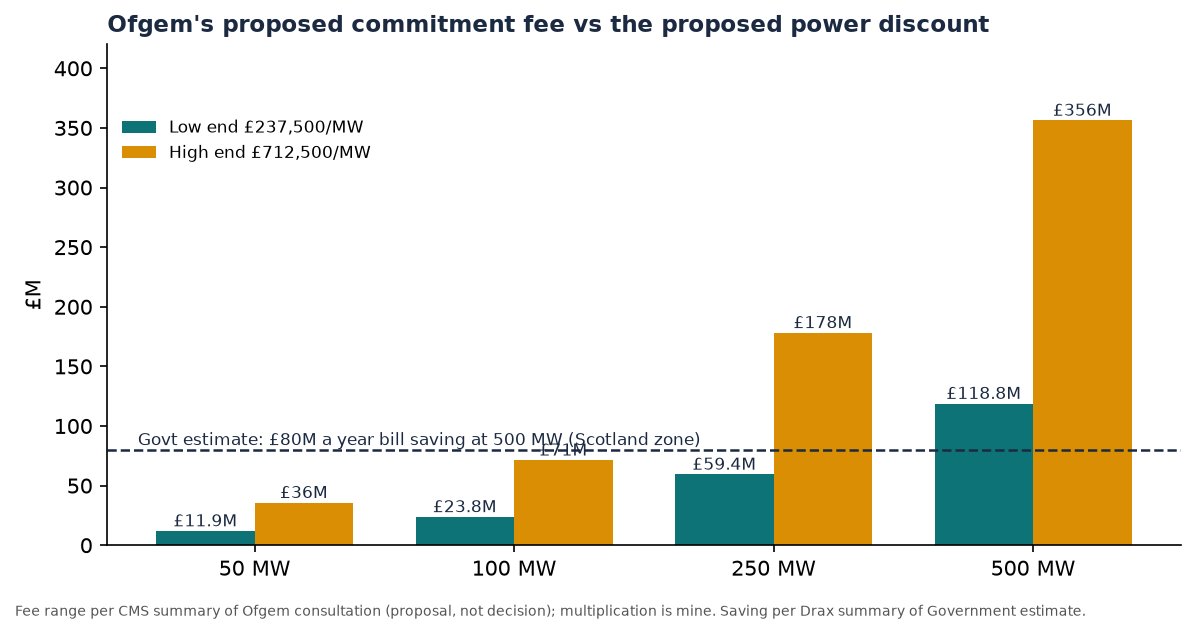 Ofgem's proposed commitment fee vs the proposed power discount
400
350
300
250
200
150
100
50
0
£M
Low end £237,500/MW
High end £712,500/MW
Govt estimate: £80M a year bill saving at 500 MW (Scotland zone)
£11.9M
£36M
£23.8M
£71M
£59.4M
£178M
£118.8M
£356M
50 MW
100 MW
250 MW
500 MW
Fee range per CMS summary of Ofgem consultation (proposal, not decision); multiplication is mine. Saving per Drax summary of Government estimate.